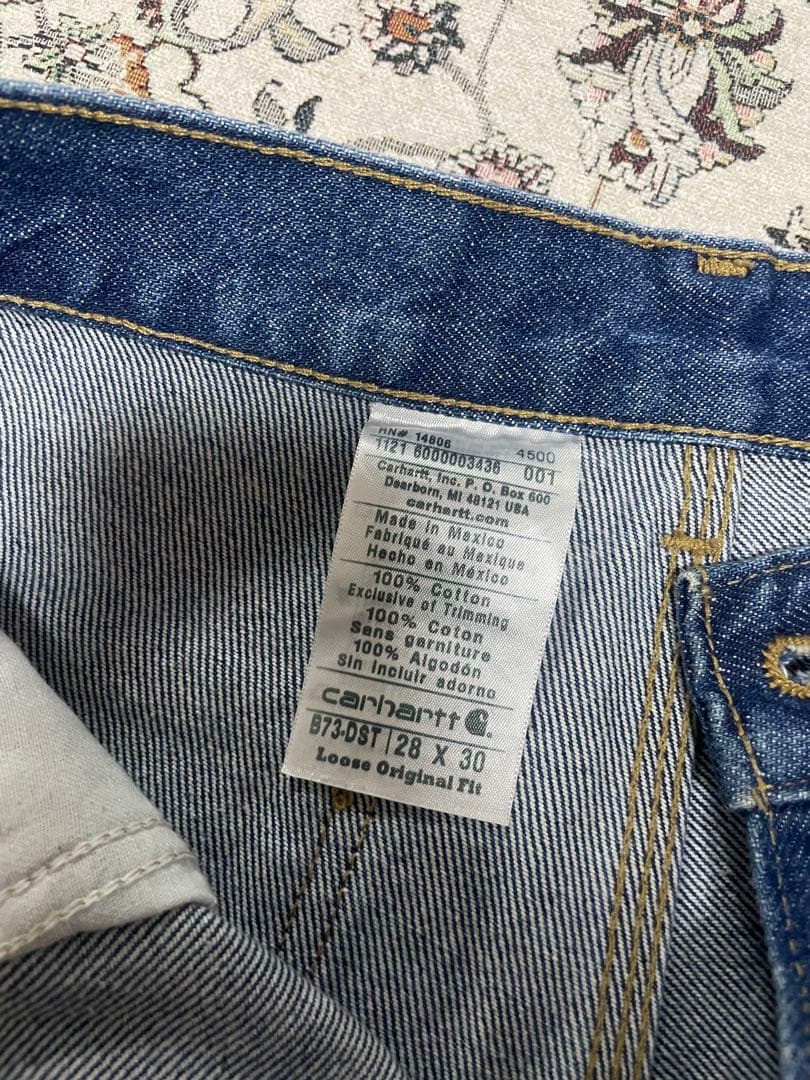 RN# 14806 4500
1121 6000003436 001
Carhartt, Inc. P. O. Box 600
Dearborn, MI 48121 USA
carhartt.com
Made in Mexico
Fabriqué au Mexique
Hecho en México
100% Cotton
Exclusive of Trimming
100% Coton
Sans garniture
100% Algodón
Sin incluir adorno
carhartt
B73-DST | 28 X 30
Loose Original Fit